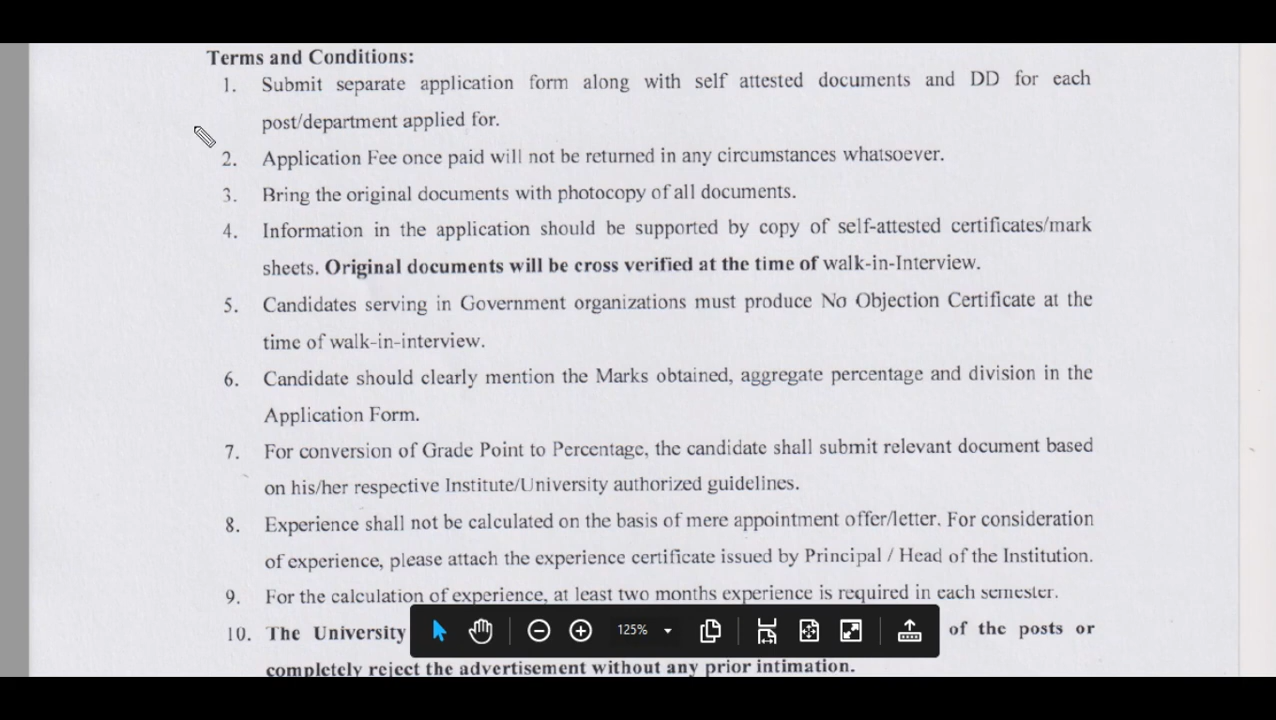 Terms and Conditions:
1. Submit separate application form along with self attested documents and DD for each
post/department applied for.
2. Application Fee once paid will not be returned in any circumstances whatsoever.
3. Bring the original documents with photocopy of all documents.
4. Information in the application should be supported by copy of self-attested certificates/mark
sheets. Original documents will be cross verified at the time of walk-in-Interview.
5. Candidates serving in Government organizations must produce No Objection Certificate at the
time of walk-in-interview.
6. Candidate should clearly mention the Marks obtained, aggregate percentage and division in the
Application Form.
7. For conversion of Grade Point to Percentage, the candidate shall submit relevant document based
on his/her respective Institute/University authorized guidelines.
8. Experience shall not be calculated on the basis of mere appointment offer/letter. For consideration
of experience, please attach the experience certificate issued by Principal / Head of the Institution.
9. For the calculation of experience, at least two months experience is required in each semester.
10. The University of the posts or
125%
completely reject the advertisement without any prior intimation.